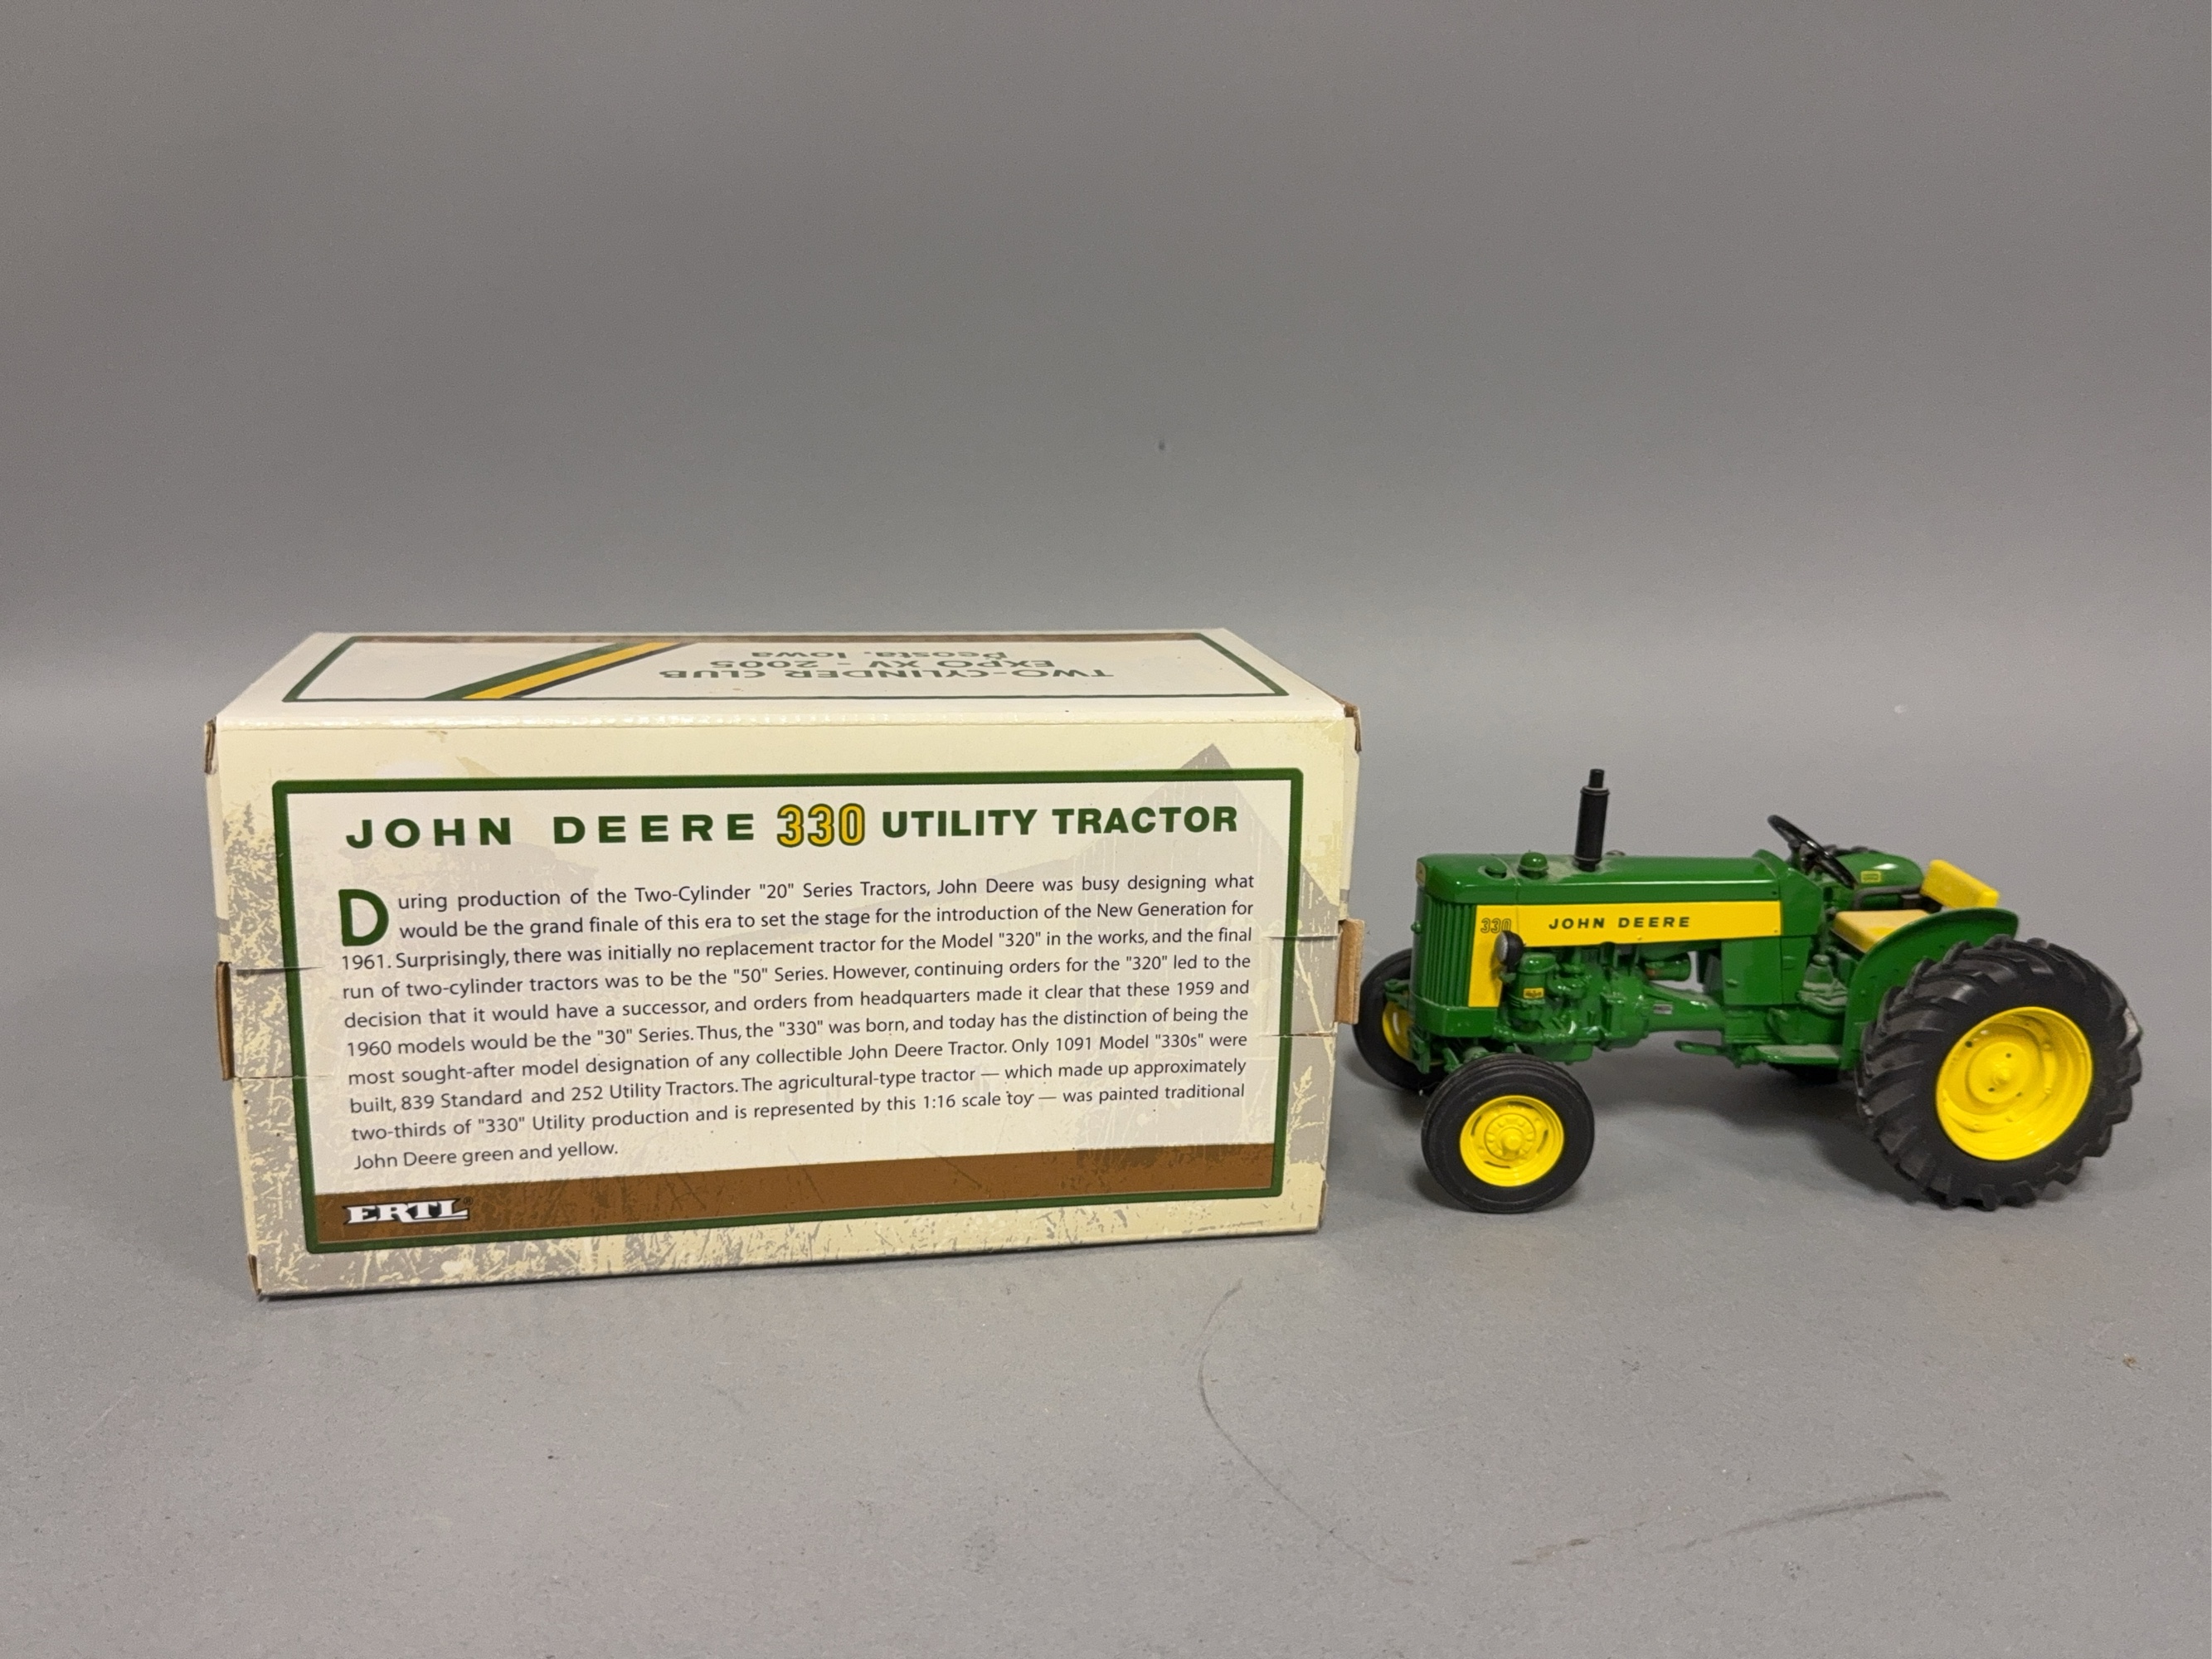 TWO-CYLINDER CLUB
EXPO XV - 2005
Peosta, Iowa
JOHN DEERE 330 UTILITY TRACTOR
During production of the Two-Cylinder "20" Series Tractors, John Deere was busy designing what
would be the grand finale of this era to set the stage for the introduction of the New Generation for
1961. Surprisingly, there was initially no replacement tractor for the Model "320" in the works, and the final
run of two-cylinder tractors was to be the "50" Series. However, continuing orders for the "320" led to the
decision that it would have a successor, and orders from headquarters made it clear that these 1959 and
1960 models would be the "30" Series. Thus, the "330" was born, and today has the distinction of being the
most sought-after model designation of any collectible John Deere Tractor. Only 1091 Model "330s" were
built, 839 Standard and 252 Utility Tractors. The agricultural-type tractor — which made up approximately
two-thirds of "330" Utility production and is represented by this 1:16 scale toy — was painted traditional
John Deere green and yellow.
ERTL®
330 JOHN DEERE